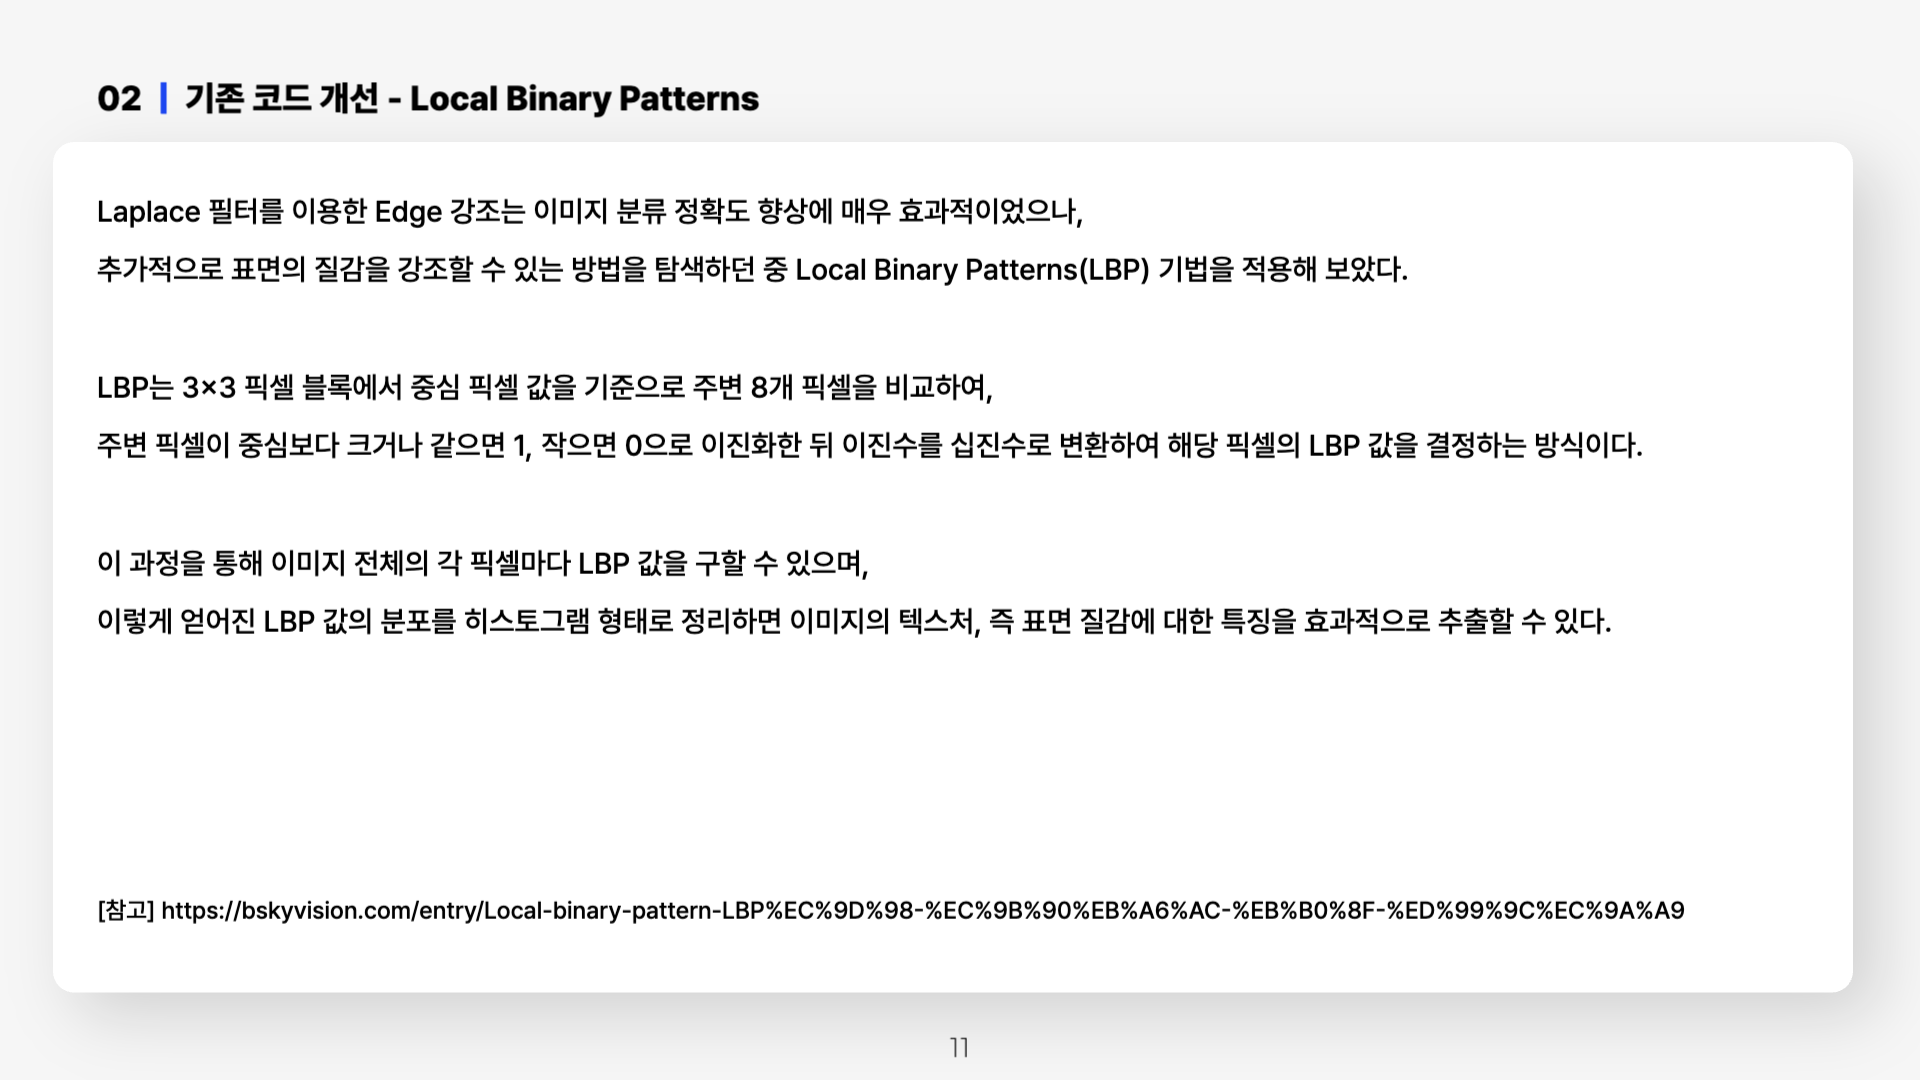 02 | 기존 코드 개선 - Local Binary Patterns
Laplace 필터를 이용한 Edge 강조는 이미지 분류 정확도 향상에 매우 효과적이었으나,
추가적으로 표면의 질감을 강조할 수 있는 방법을 탐색하던 중 Local Binary Patterns(LBP) 기법을 적용해 보았다.
LBP는 3×3 픽셀 블록에서 중심 픽셀 값을 기준으로 주변 8개 픽셀을 비교하여,
주변 픽셀이 중심보다 크거나 같으면 1, 작으면 0으로 이진화한 뒤 이진수를 십진수로 변환하여 해당 픽셀의 LBP 값을 결정하는 방식이다.
이 과정을 통해 이미지 전체의 각 픽셀마다 LBP 값을 구할 수 있으며,
이렇게 얻어진 LBP 값의 분포를 히스토그램 형태로 정리하면 이미지의 텍스처, 즉 표면 질감에 대한 특징을 효과적으로 추출할 수 있다.
[참고] https://bskyvision.com/entry/Local-binary-pattern-LBP%EC%9D%98-%EC%9B%90%EB%A6%AC-%EB%B0%8F-%ED%99%9C%EC%9A%A9
11